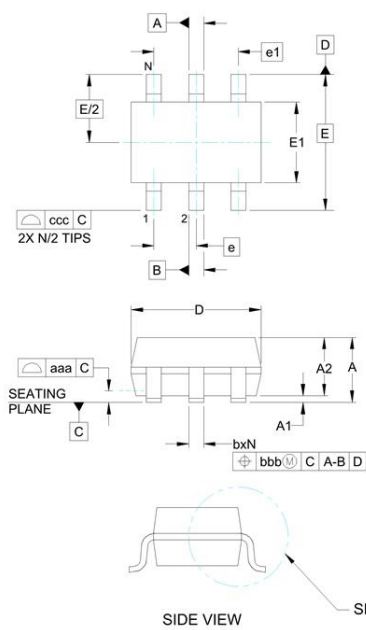 A
e1
D
N
E/2
E1
E
ccc C
2X N/2 TIPS
1
2
e
B
D
aaa C
SEATING
PLANE
C
A2
A
A1
bxN
bbb Ⓜ C A-B D
SIDE VIEW